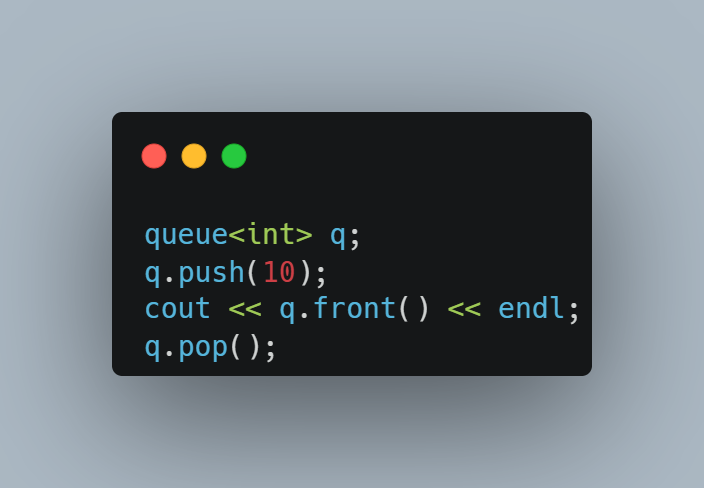 queue<int> q;
q.push(10);
cout << q.front() << endl;
q.pop();